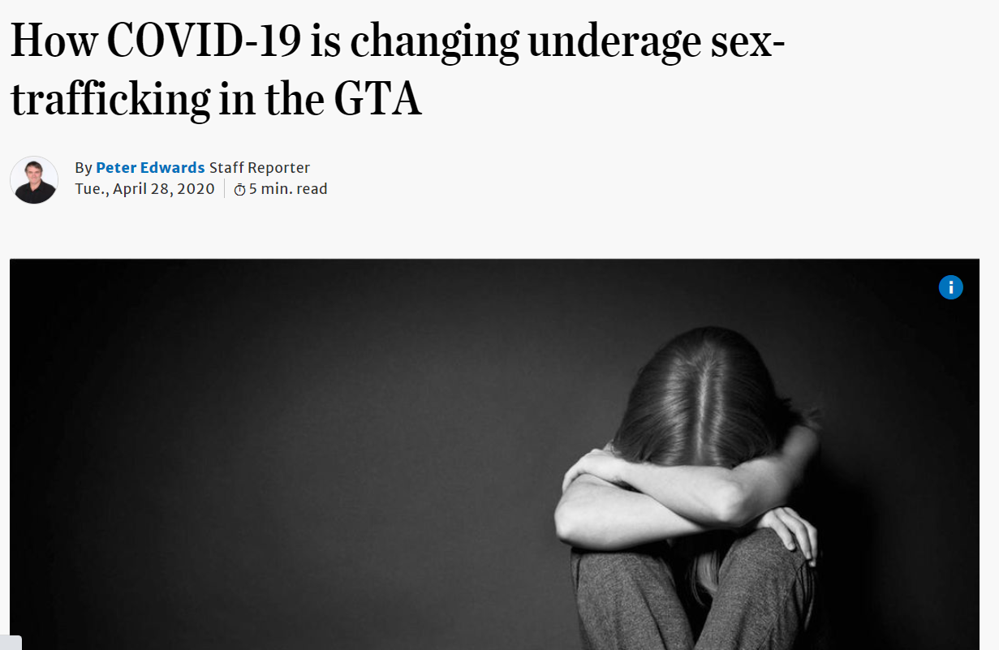 How COVID-19 is changing underage sex-
trafficking in the GTA
By Peter Edwards Staff Reporter
Tue., April 28, 2020 5 min. read
i